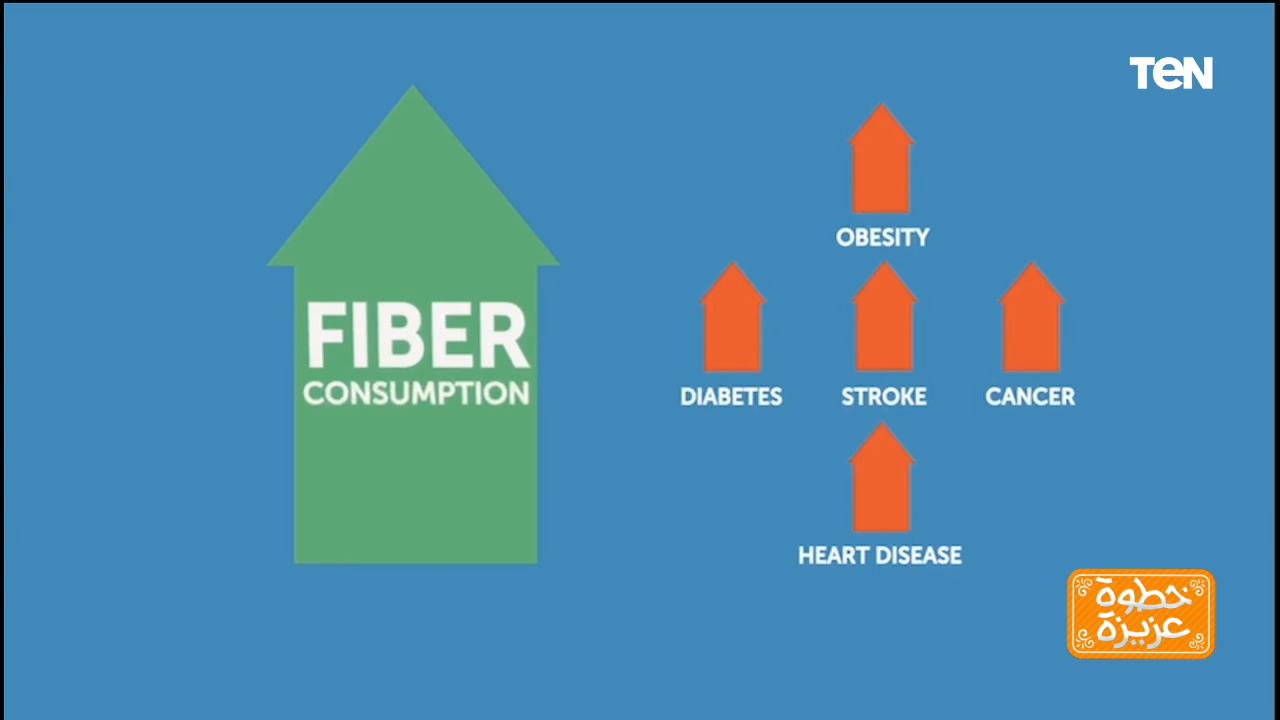 TEN
OBESITY
FIBER
CONSUMPTION
DIABETES
STROKE
CANCER
HEART DISEASE
خطوة
عزيزة